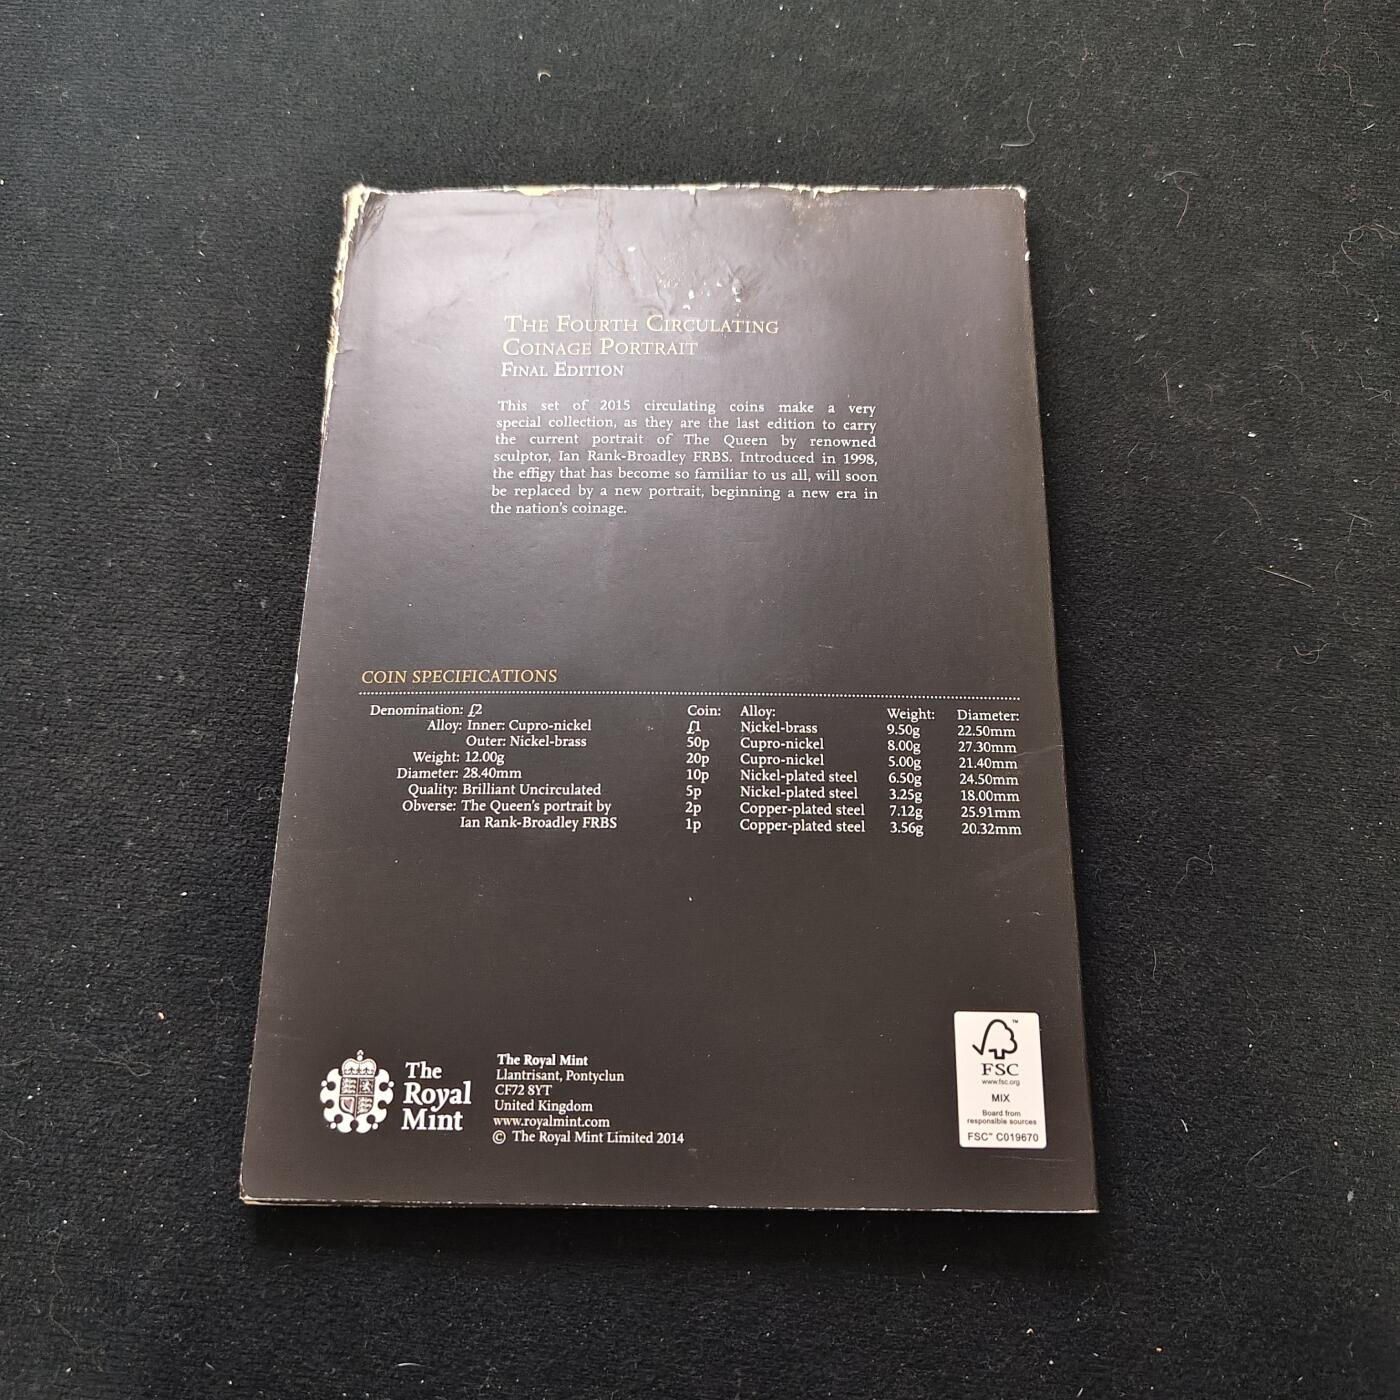 The Fourth Circulating
Coinage Portrait
Final Edition
This set of 2015 circulating coins make a very
special collection, as they are the last edition to carry
the current portrait of The Queen by renowned
sculptor, Ian Rank-Broadley FRBS. Introduced in 1998,
the effigy that has become so familiar to us all, will soon
be replaced by a new portrait, beginning a new era in
the nation's coinage.
COIN SPECIFICATIONS
Denomination: £2
Alloy: Inner: Cupro-nickel
Outer: Nickel-brass
Weight: 12.00g
Diameter: 28.40mm
Quality: Brilliant Uncirculated
Obverse: The Queen's portrait by
Ian Rank-Broadley FRBS
Coin: Alloy: Weight: Diameter:
£1 Nickel-brass 9.50g 22.50mm
50p Cupro-nickel 8.00g 27.30mm
20p Cupro-nickel 5.00g 21.40mm
10p Nickel-plated steel 6.50g 24.50mm
5p Nickel-plated steel 3.25g 18.00mm
2p Copper-plated steel 7.12g 25.91mm
1p Copper-plated steel 3.56g 20.32mm
The
Royal
Mint
The Royal Mint
Llantrisant, Pontyclun
CF72 8YT
United Kingdom
www.royalmint.com
© The Royal Mint Limited 2014
™
FSC
www.fsc.org
MIX
Board from
responsible sources
FSC™ C019670